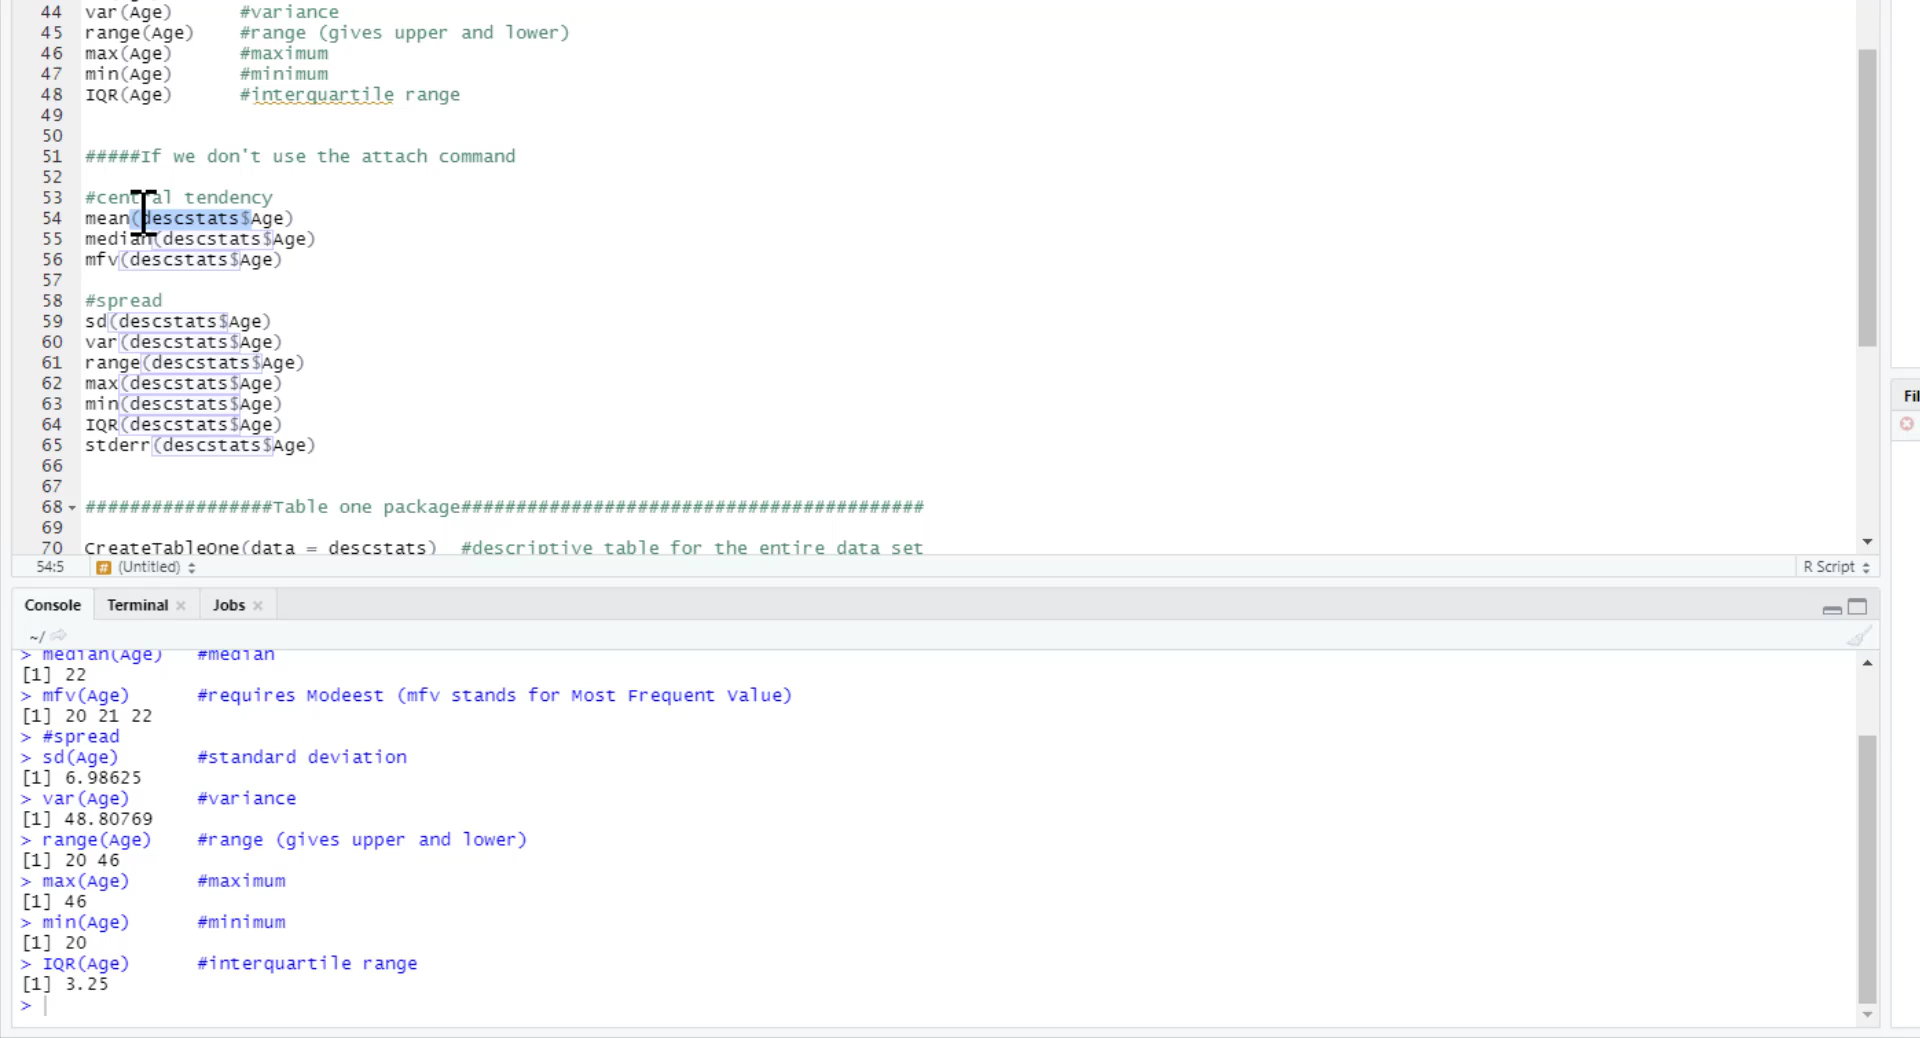 44 var(Age)      #variance
45 range(Age)    #range (gives upper and lower)
46 max(Age)      #maximum
47 min(Age)      #minimum
48 IQR(Age)      #interquartile range
49
50
51 #####If we don't use the attach command
52
53 #central tendency
54 mean(descstats$Age)
55 median(descstats$Age)
56 mfv(descstats$Age)
57
58 #spread
59 sd(descstats$Age)
60 var(descstats$Age)
61 range(descstats$Age)
62 max(descstats$Age)
63 min(descstats$Age)
64 IQR(descstats$Age)
65 stderr(descstats$Age)
66
67
68 #################Table one package##########################################
69
70 CreateTableOne(data = descstats)  #descriptive table for the entire data set
54:5 # (Untitled) R Script
Fil
Console Terminal Jobs
~/
> median(Age)   #median
[1] 22
> mfv(Age)      #requires Modeest (mfv stands for Most Frequent Value)
[1] 20 21 22
> #spread
> sd(Age)       #standard deviation
[1] 6.98625
> var(Age)      #variance
[1] 48.80769
> range(Age)    #range (gives upper and lower)
[1] 20 46
> max(Age)      #maximum
[1] 46
> min(Age)      #minimum
[1] 20
> IQR(Age)      #interquartile range
[1] 3.25
>